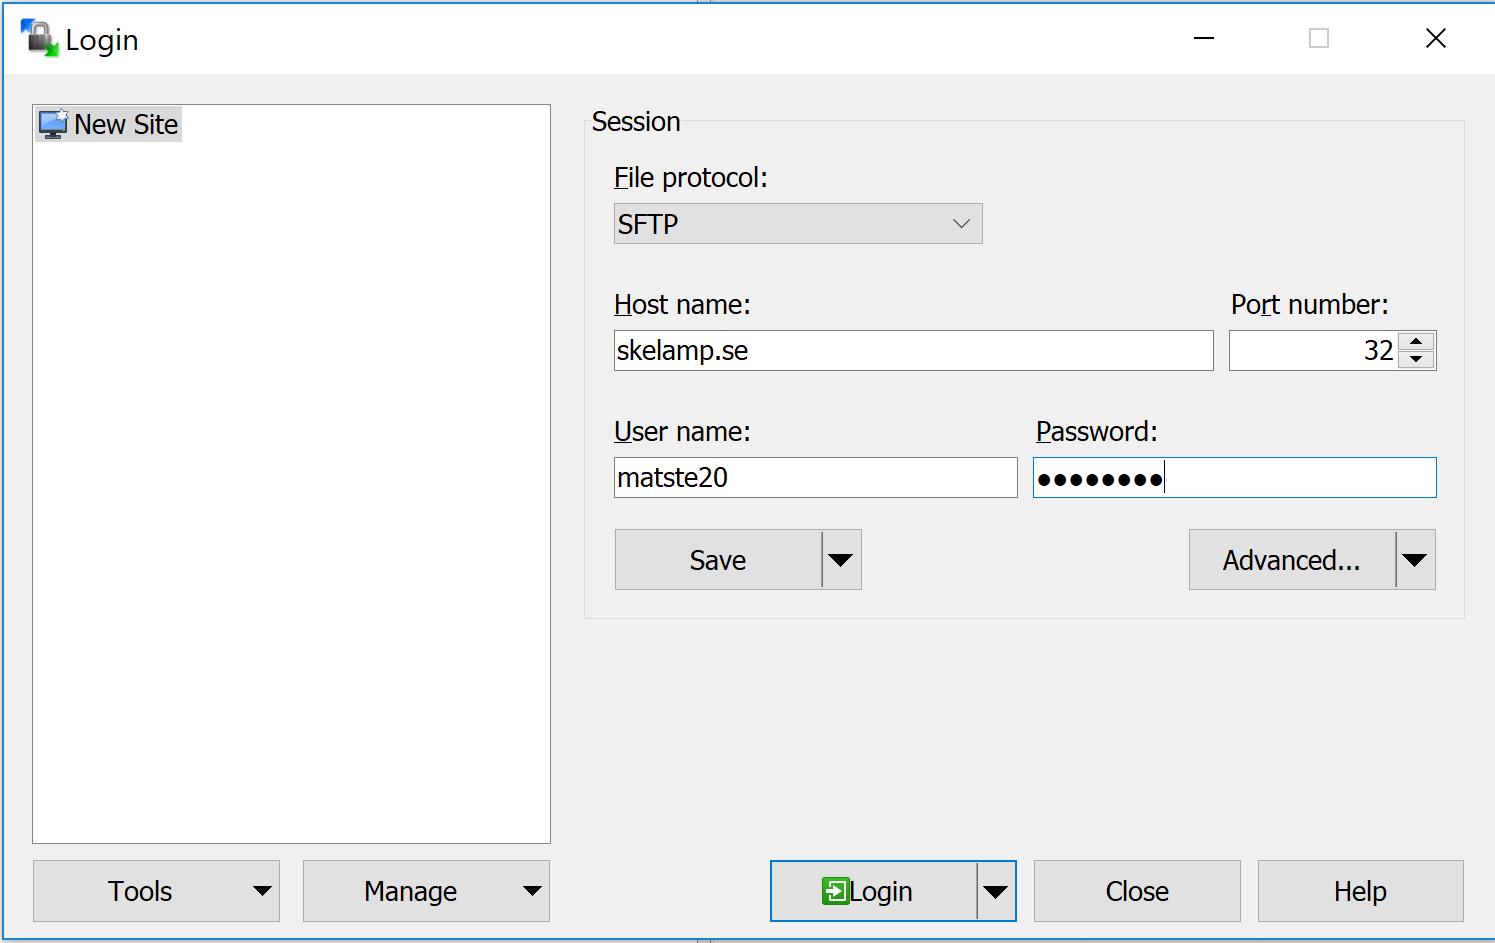 Login
New Site
Session
File protocol:
SFTP
Host name: Port number:
skelamp.se 32
User name: Password:
matste20 ●●●●●●●●
Save Advanced...
Tools Manage Login Close Help